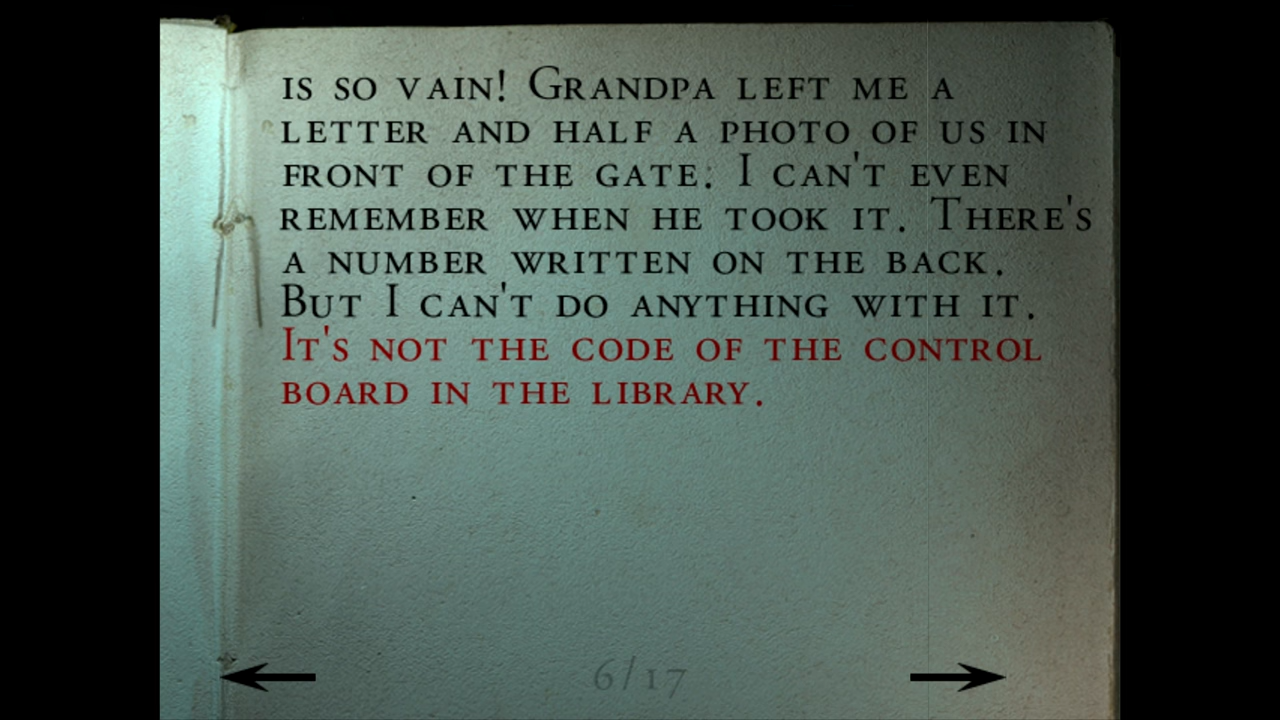 is so vain! Grandpa left me a
letter and half a photo of us in
front of the gate. I can't even
remember when he took it. There's
a number written on the back.
But I can't do anything with it.
It's not the code of the control
board in the library.
6/17